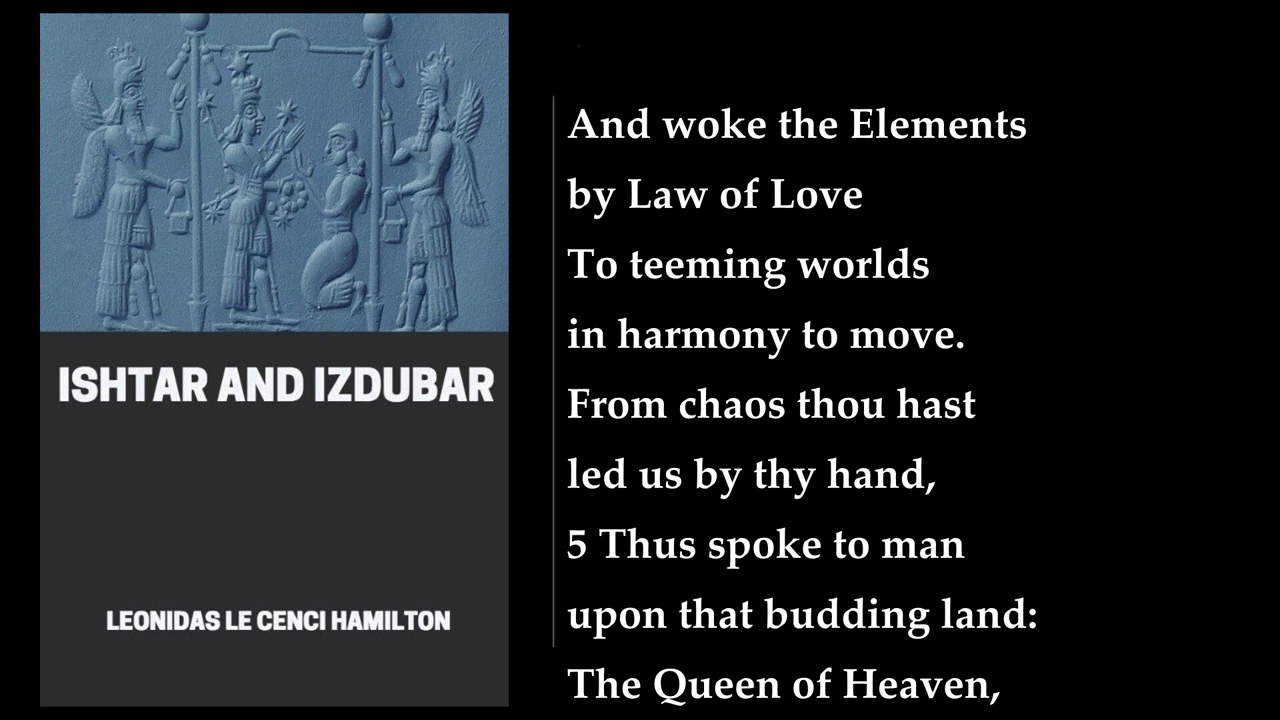 ISHTAR AND IZDUBAR
LEONIDAS LE CENCI HAMILTON
And woke the Elements
by Law of Love
To teeming worlds
in harmony to move.
From chaos thou hast
led us by thy hand,
5 Thus spoke to man
upon that budding land:
The Queen of Heaven,